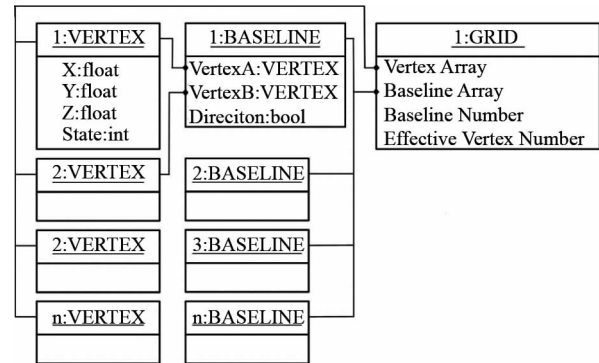 1:VERTEX
X:float
Y:float
Z:float
State:int
1:BASELINE
VertexA:VERTEX
VertexB:VERTEX
Direciton:bool
1:GRID
Vertex Array
Baseline Array
Baseline Number
Effective Vertex Number
2:VERTEX
2:BASELINE
2:VERTEX
3:BASELINE
n:VERTEX
n:BASELINE